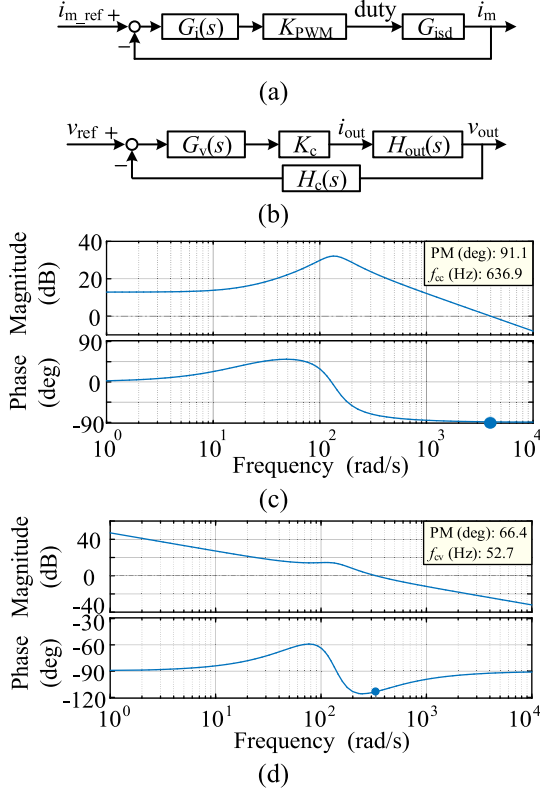 i_m_ref + G_i(s) K_PWM duty G_isd i_m
−
(a)
v_ref + G_v(s) K_c i_out H_out(s) v_out
−
H_c(s)
(b)
Magnitude (dB)
40
20
0
PM (deg): 91.1
f_cc (Hz): 636.9
Phase (deg)
90
0
-90
10^0 10^1 10^2 10^3 10^4
Frequency (rad/s)
(c)
Magnitude (dB)
40
0
-40
PM (deg): 66.4
f_cv (Hz): 52.7
Phase (deg)
-30
-60
-90
-120
10^0 10^1 10^2 10^3 10^4
Frequency (rad/s)
(d)